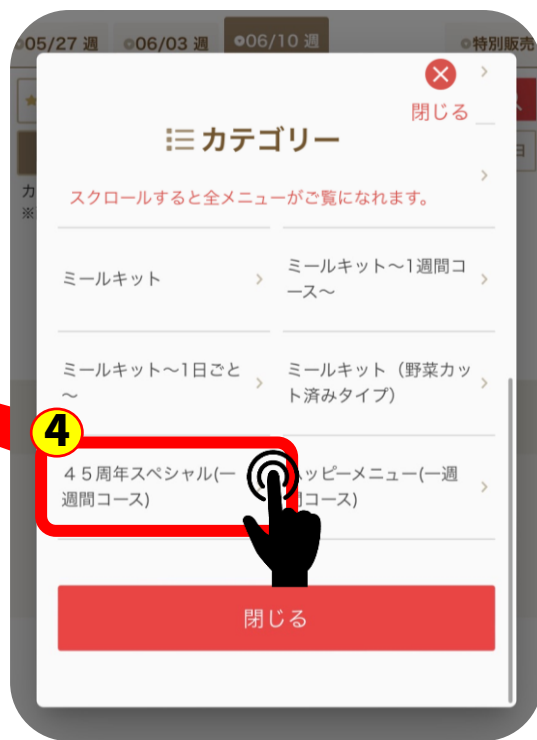 05/27 週 06/03 週 06/10 週 特別販売
閉じる
カテゴリー
日
カ
スクロールすると全メニューがご覧になれます。
※
ミールキット
ミールキット〜1週間コ
ース〜
ミールキット〜1日ごと
〜
ミールキット（野菜カッ
ト済みタイプ）
4
４５周年スペシャル(一
週間コース)
ッピーメニュー(一週
コース)
閉じる